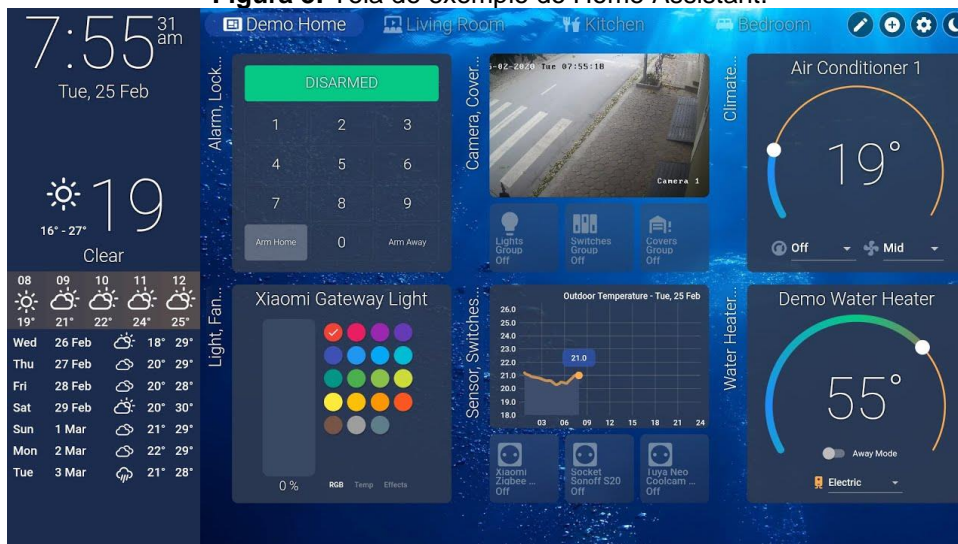 Figura 5. Tela de exemplo do Home Assistant.
7:55 31 am
Tue, 25 Feb
19
16° - 27°
Clear
08 09 10 11 12
19° 21° 22° 24° 25°
Wed 26 Feb 18° 29°
Thu 27 Feb 20° 29°
Fri 28 Feb 20° 28°
Sat 29 Feb 20° 30°
Sun 1 Mar 21° 29°
Mon 2 Mar 22° 29°
Tue 3 Mar 21° 28°
Demo Home Living Room Kitchen Bedroom
Alarm, Lock...
DISARMED
1 2 3
4 5 6
7 8 9
Arm Home 0 Arm Away
Camera, Cover...
-02-2020 Tue 07:55:18
Camera 1
Lights Group Off
Switches Group Off
Covers Group Off
Climate...
Air Conditioner 1
19°
Off Mid
Light, Fan...
Xiaomi Gateway Light
0 % RGB Temp Effects
Sensor, Switches...
Outdoor Temperature - Tue, 25 Feb
26.0
25.0
24.0
23.0
22.0
21.0
20.0
19.0
18.0
21.0
03 06 09 12 15 18 21 24
Xiaomi Zigbee ... Off
Socket Sonoff S20 Off
Tuya Neo Coolcam ... Off
Water Heater...
Demo Water Heater
55°
Away Mode
Electric